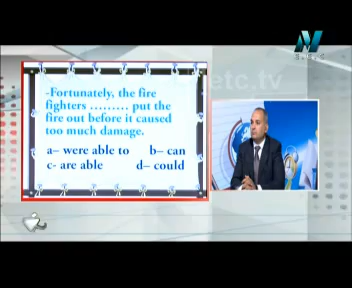 etc.tv
-Fortunately, the fire
fighters ......... put the
fire out before it caused
too much damage.
a– were able to b– can
c- are able d– could